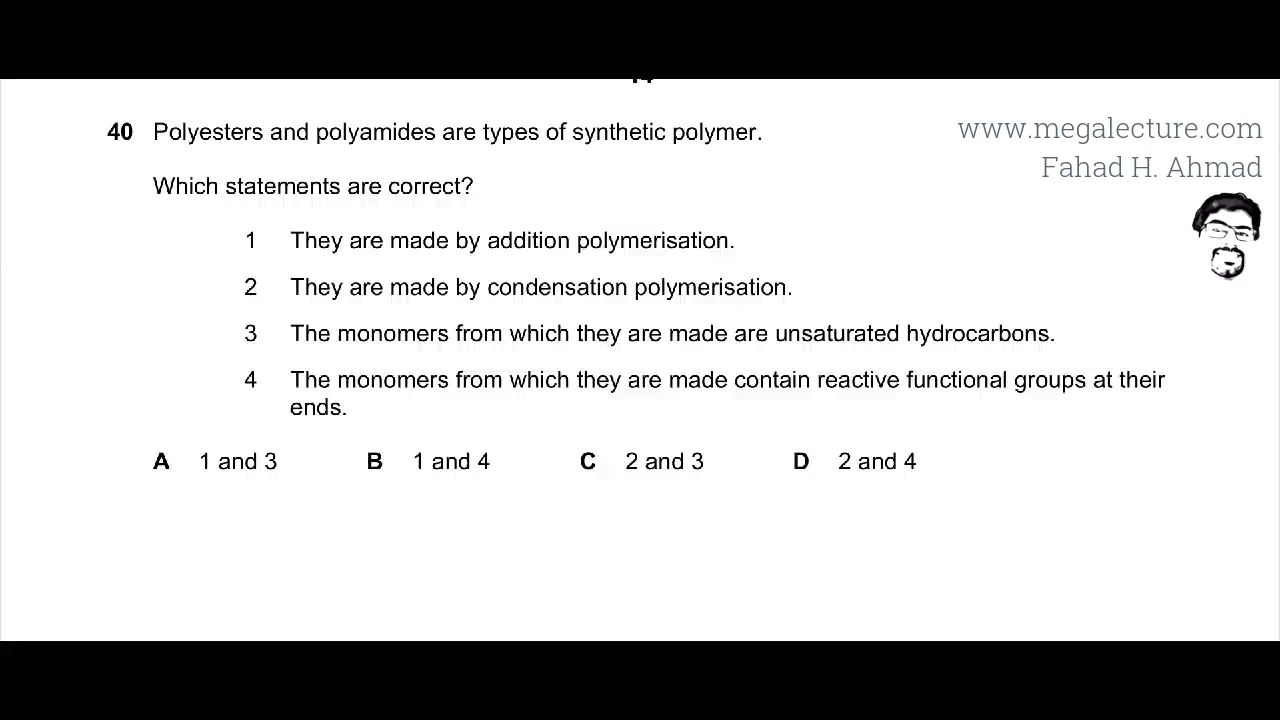 40 Polyesters and polyamides are types of synthetic polymer.
www.megalecture.com
Fahad H. Ahmad
Which statements are correct?
1 They are made by addition polymerisation.
2 They are made by condensation polymerisation.
3 The monomers from which they are made are unsaturated hydrocarbons.
4 The monomers from which they are made contain reactive functional groups at their
ends.
A 1 and 3 B 1 and 4 C 2 and 3 D 2 and 4